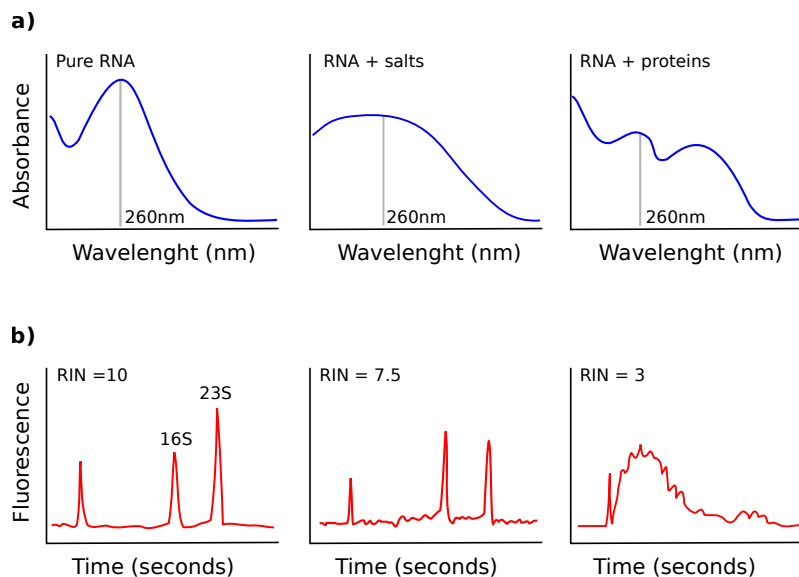 a)
Pure RNA
RNA + salts
RNA + proteins
Absorbance
260nm
260nm
260nm
Wavelenght (nm)
Wavelenght (nm)
Wavelenght (nm)
b)
RIN =10
RIN = 7.5
RIN = 3
23S
16S
Fluorescence
Time (seconds)
Time (seconds)
Time (seconds)